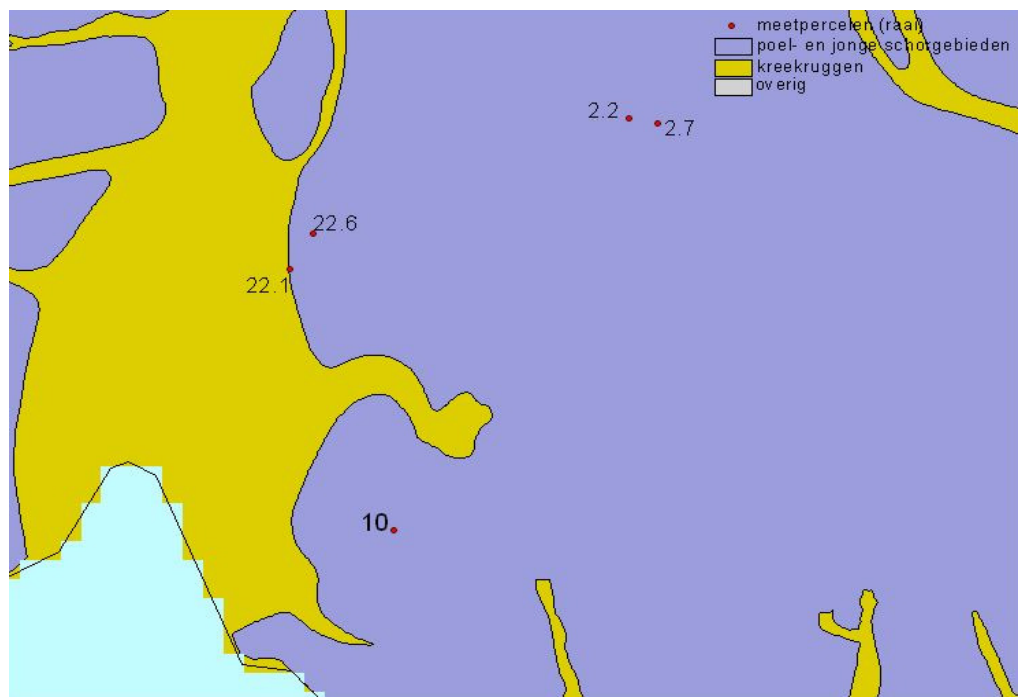 meetpercelen (raai)
poel- en jonge schorgebieden
kreekruggen
overig
2.2
2.7
22.6
22.1
10